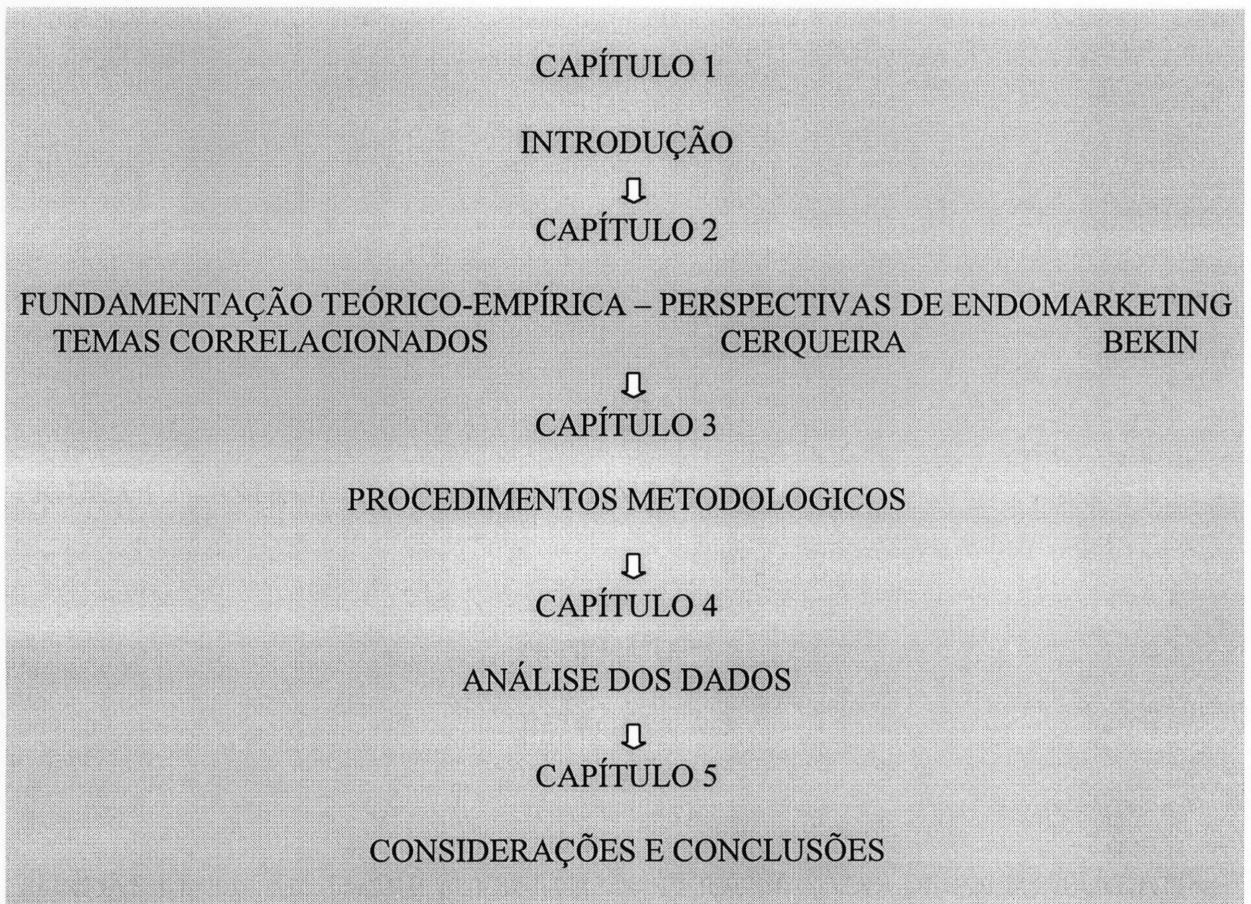 CAPÍTULO 1
INTRODUÇÃO
CAPÍTULO 2
FUNDAMENTAÇÃO TEÓRICO-EMPÍRICA – PERSPECTIVAS DE ENDOMARKETING
TEMAS CORRELACIONADOS CERQUEIRA BEKIN
CAPÍTULO 3
PROCEDIMENTOS METODOLOGICOS
CAPÍTULO 4
ANÁLISE DOS DADOS
CAPÍTULO 5
CONSIDERAÇÕES E CONCLUSÕES